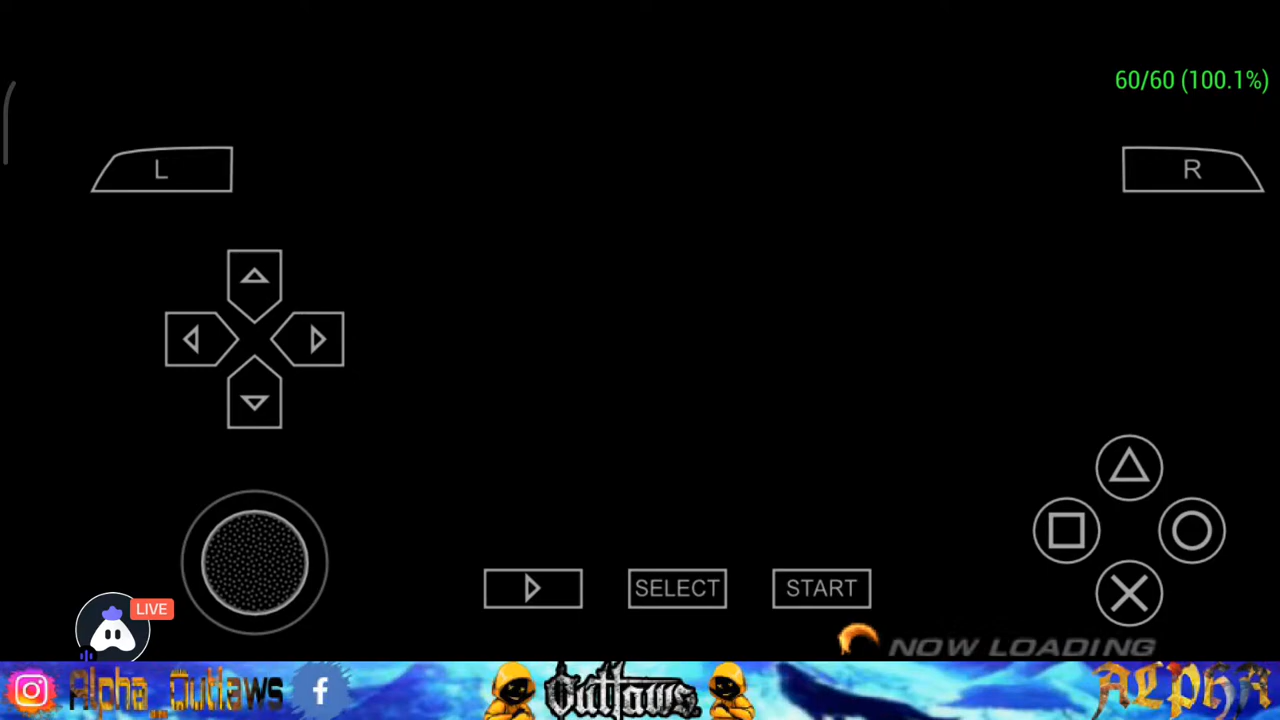 60/60 (100.1%)
L
R
SELECT
START
LIVE
NOW LOADING
Alpha_Outlaws
Outlaws
ALPHA